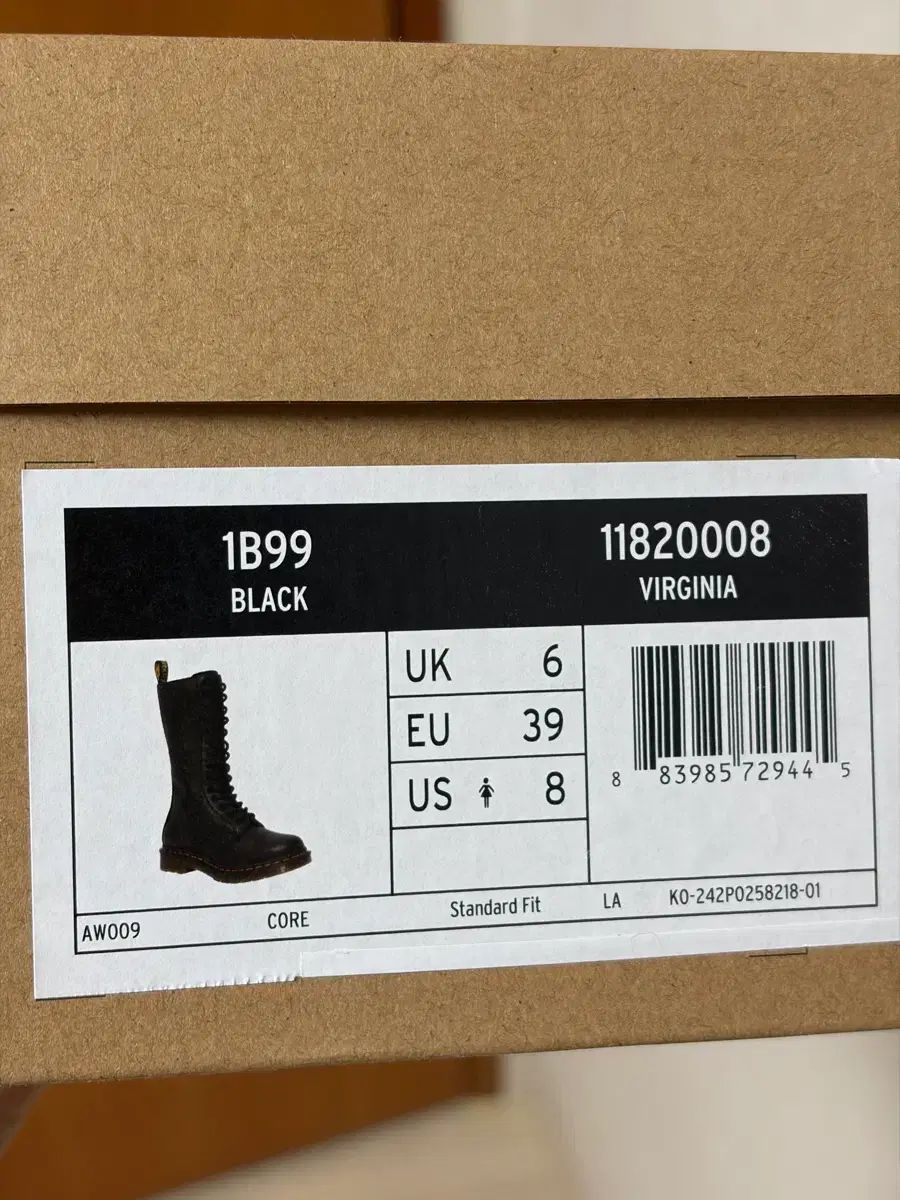 1B99
BLACK
11820008
VIRGINIA
UK 6
EU 39
US 8
8 83985 72944 5
AW009 CORE Standard Fit LA K0-242P0258218-01